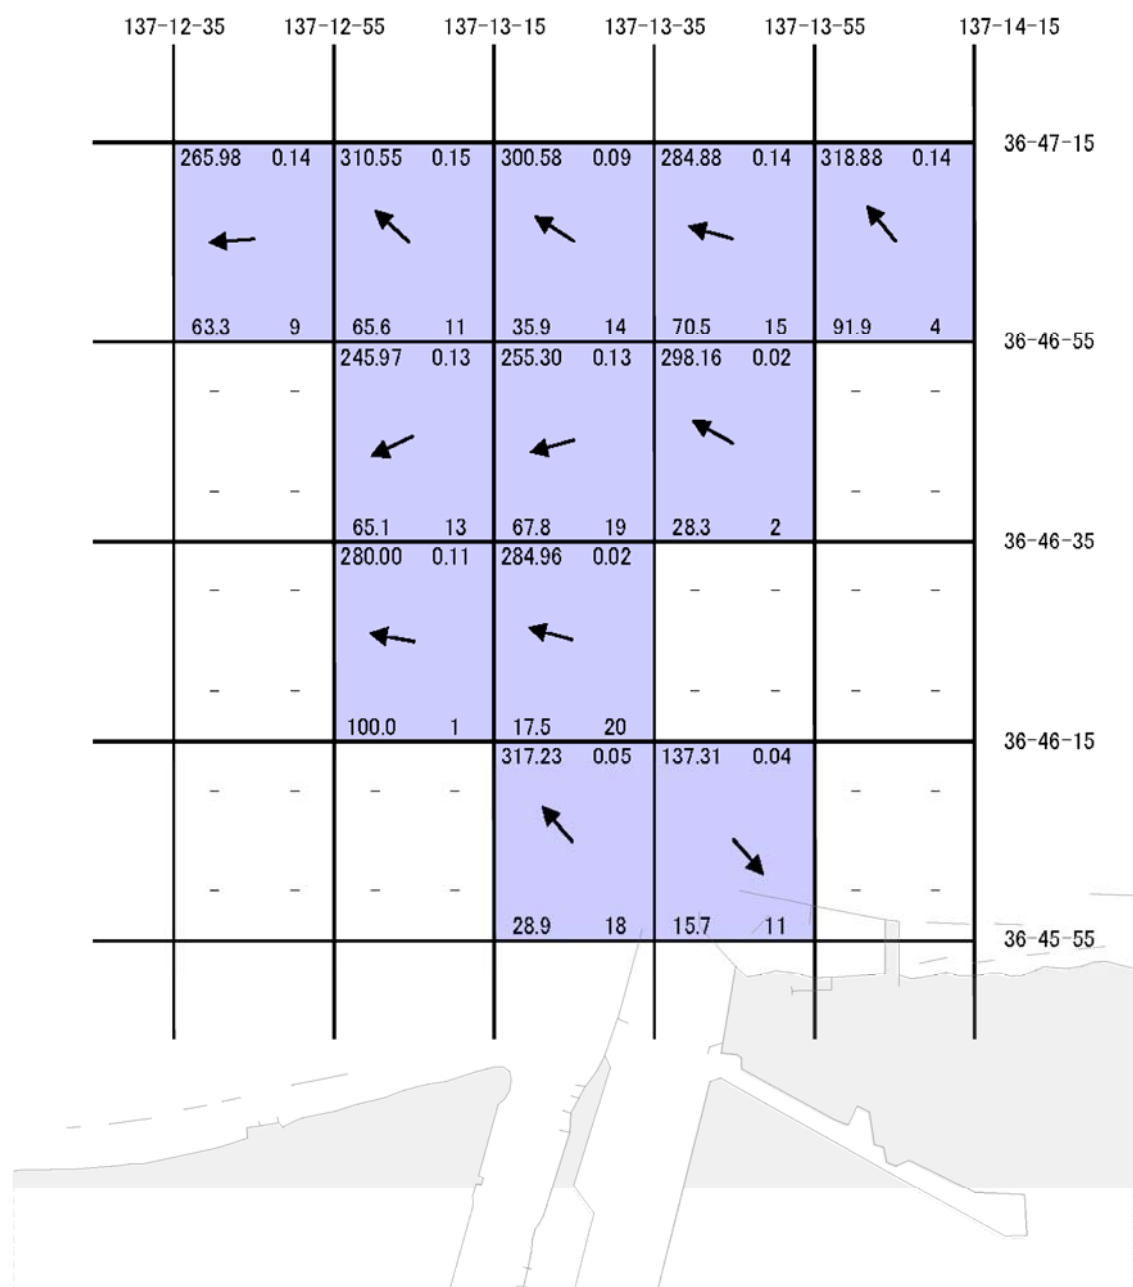 137-12-35 137-12-55 137-13-15 137-13-35 137-13-55 137-14-15
36-47-15
265.98 0.14 310.55 0.15 300.58 0.09 284.88 0.14 318.88 0.14
63.3 9 65.6 11 35.9 14 70.5 15 91.9 4
36-46-55
245.97 0.13 255.30 0.13 298.16 0.02
- - - -
- - - -
65.1 13 67.8 19 28.3 2
36-46-35
280.00 0.11 284.96 0.02
- - - - - -
- - - - - -
100.0 1 17.5 20
36-46-15
317.23 0.05 137.31 0.04
- - - - - -
- - - - - -
28.9 18 15.7 11
36-45-55